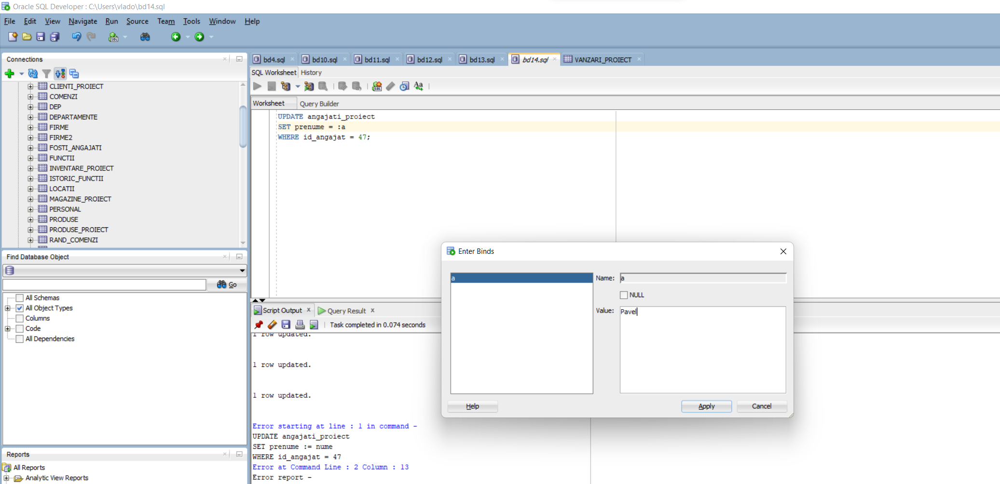 Oracle SQL Developer : C:\Users\vlado\bd14.sql
File Edit View Navigate Run Source Team Tools Window Help
Connections
CLIENTI_PROIECT
COMENZI
DEP
DEPARTAMENTE
FIRME
FIRME2
FOSTI_ANGAJATI
FUNCTII
INVENTARE_PROIECT
ISTORIC_FUNCTII
LOCATII
MAGAZINE_PROIECT
PERSONAL
PRODUSE
PRODUSE_PROIECT
RAND_COMENZI
Find Database Object
Go
All Schemas
All Object Types
Columns
Code
All Dependencies
Reports
All Reports
Analytic View Reports
bd4.sql bd10.sql bd11.sql bd12.sql bd13.sql bd14.sql VANZARI_PROIECT
SQL Worksheet History
Worksheet Query Builder
UPDATE angajati_proiect
SET prenume = :a
WHERE id_angajat = 47;
Script Output x Query Result x
Task completed in 0.074 seconds
1 row updated.
1 row updated.
1 row updated.
Error starting at line : 1 in command -
UPDATE angajati_proiect
SET prenume := nume
WHERE id_angajat = 47
Error at Command Line : 2 Column : 13
Error report -
Enter Binds
a
Name: a
NULL
Value: Pavel
Help Apply Cancel